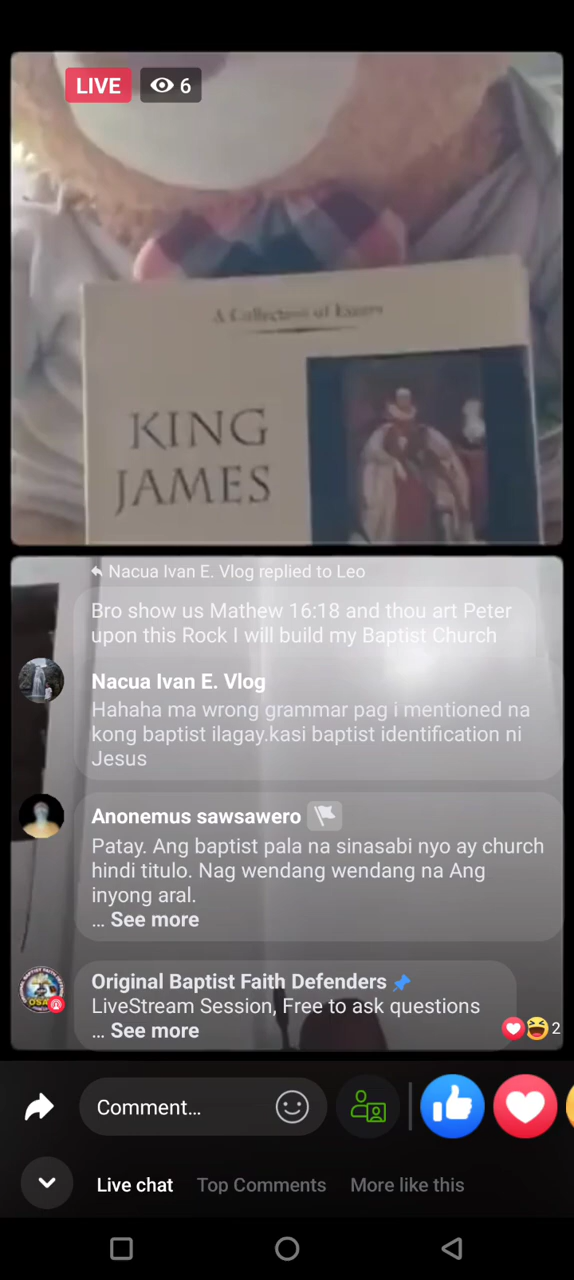 LIVE
6
A Collection of Essays
KING
JAMES
Nacua Ivan E. Vlog replied to Leo
Bro show us Mathew 16:18 and thou art Peter
upon this Rock I will build my Baptist Church
Nacua Ivan E. Vlog
Hahaha ma wrong grammar pag i mentioned na
kong baptist ilagay.kasi baptist identification ni
Jesus
Anonemus sawsawero
Patay. Ang baptist pala na sinasabi nyo ay church
hindi titulo. Nag wendang wendang na Ang
inyong aral.
... See more
Original Baptist Faith Defenders
LiveStream Session, Free to ask questions
... See more
2
Comment...
Live chat
Top Comments
More like this